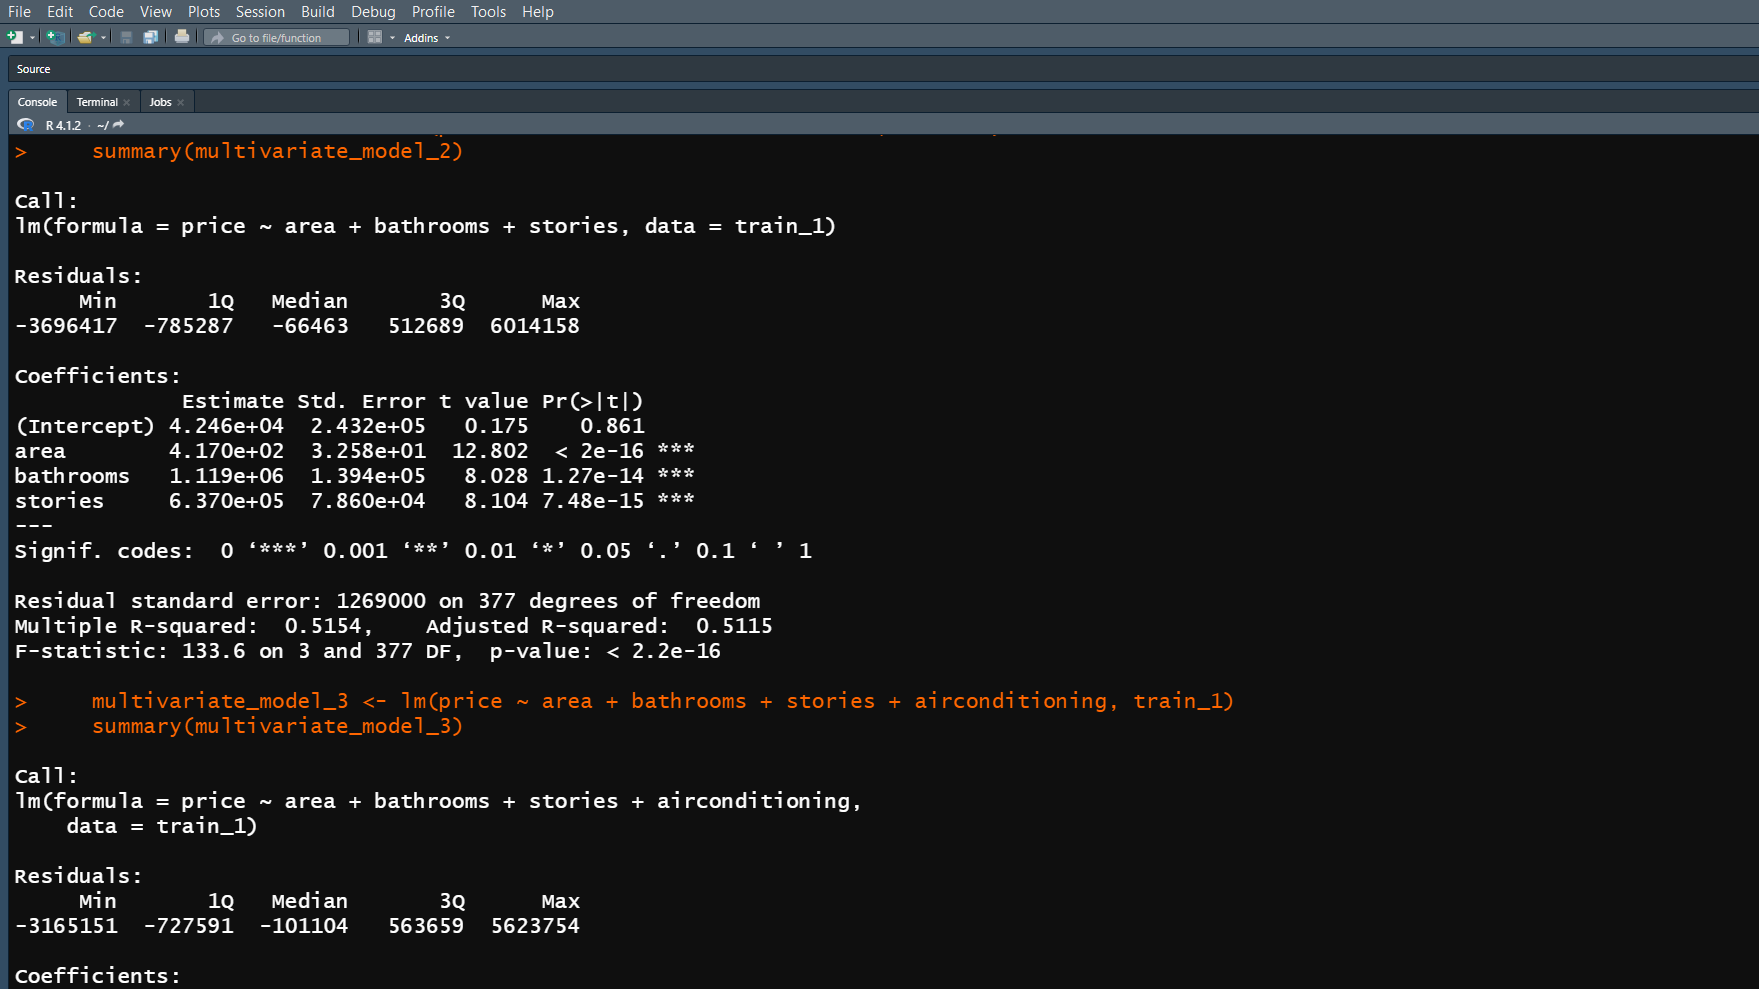 File Edit Code View Plots Session Build Debug Profile Tools Help
Go to file/function Addins
Source
Console Terminal Jobs
R 4.1.2 · ~/
> summary(multivariate_model_2)
Call:
lm(formula = price ~ area + bathrooms + stories, data = train_1)
Residuals:
Min 1Q Median 3Q Max
-3696417 -785287 -66463 512689 6014158
Coefficients:
Estimate Std. Error t value Pr(>|t|)
(Intercept) 4.246e+04 2.432e+05 0.175 0.861
area 4.170e+02 3.258e+01 12.802 < 2e-16 ***
bathrooms 1.119e+06 1.394e+05 8.028 1.27e-14 ***
stories 6.370e+05 7.860e+04 8.104 7.48e-15 ***
---
Signif. codes: 0 ‘***’ 0.001 ‘**’ 0.01 ‘*’ 0.05 ‘.’ 0.1 ‘ ’ 1
Residual standard error: 1269000 on 377 degrees of freedom
Multiple R-squared: 0.5154, Adjusted R-squared: 0.5115
F-statistic: 133.6 on 3 and 377 DF, p-value: < 2.2e-16
> multivariate_model_3 <- lm(price ~ area + bathrooms + stories + airconditioning, train_1)
> summary(multivariate_model_3)
Call:
lm(formula = price ~ area + bathrooms + stories + airconditioning,
data = train_1)
Residuals:
Min 1Q Median 3Q Max
-3165151 -727591 -101104 563659 5623754
Coefficients: